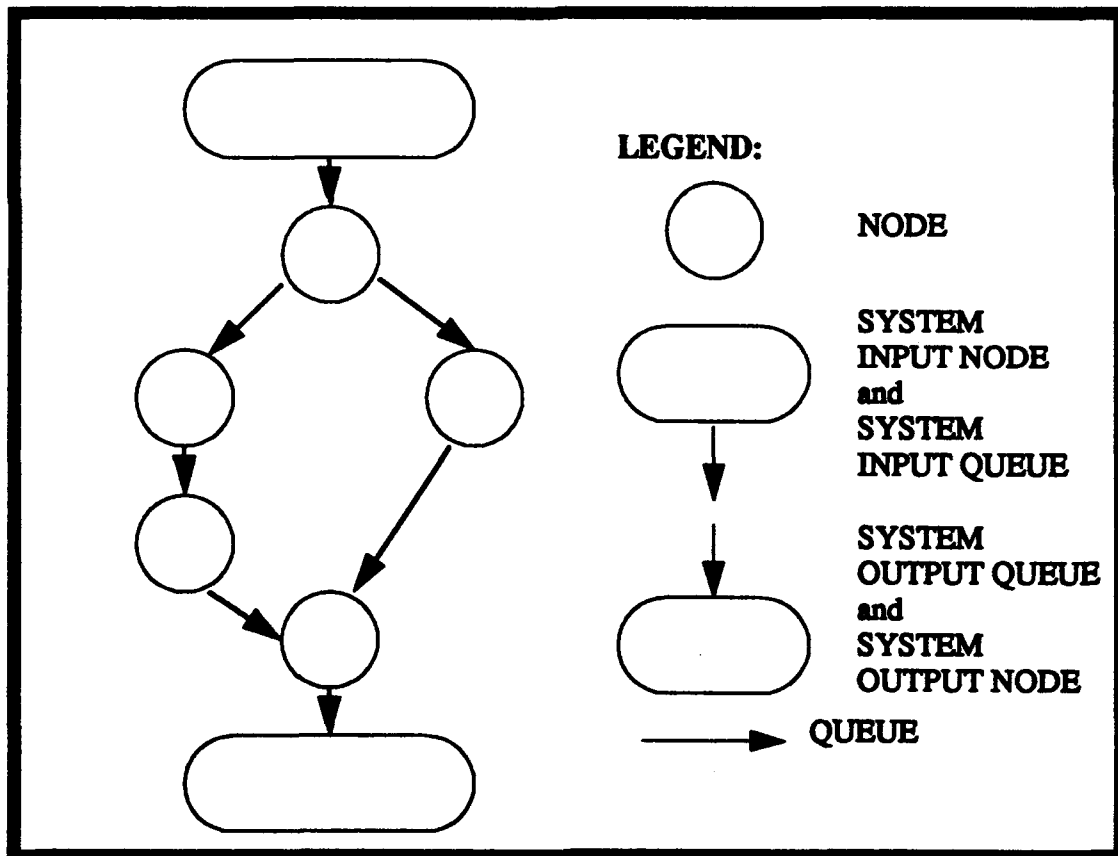 LEGEND:
NODE
SYSTEM
INPUT NODE
and
SYSTEM
INPUT QUEUE
SYSTEM
OUTPUT QUEUE
and
SYSTEM
OUTPUT NODE
QUEUE